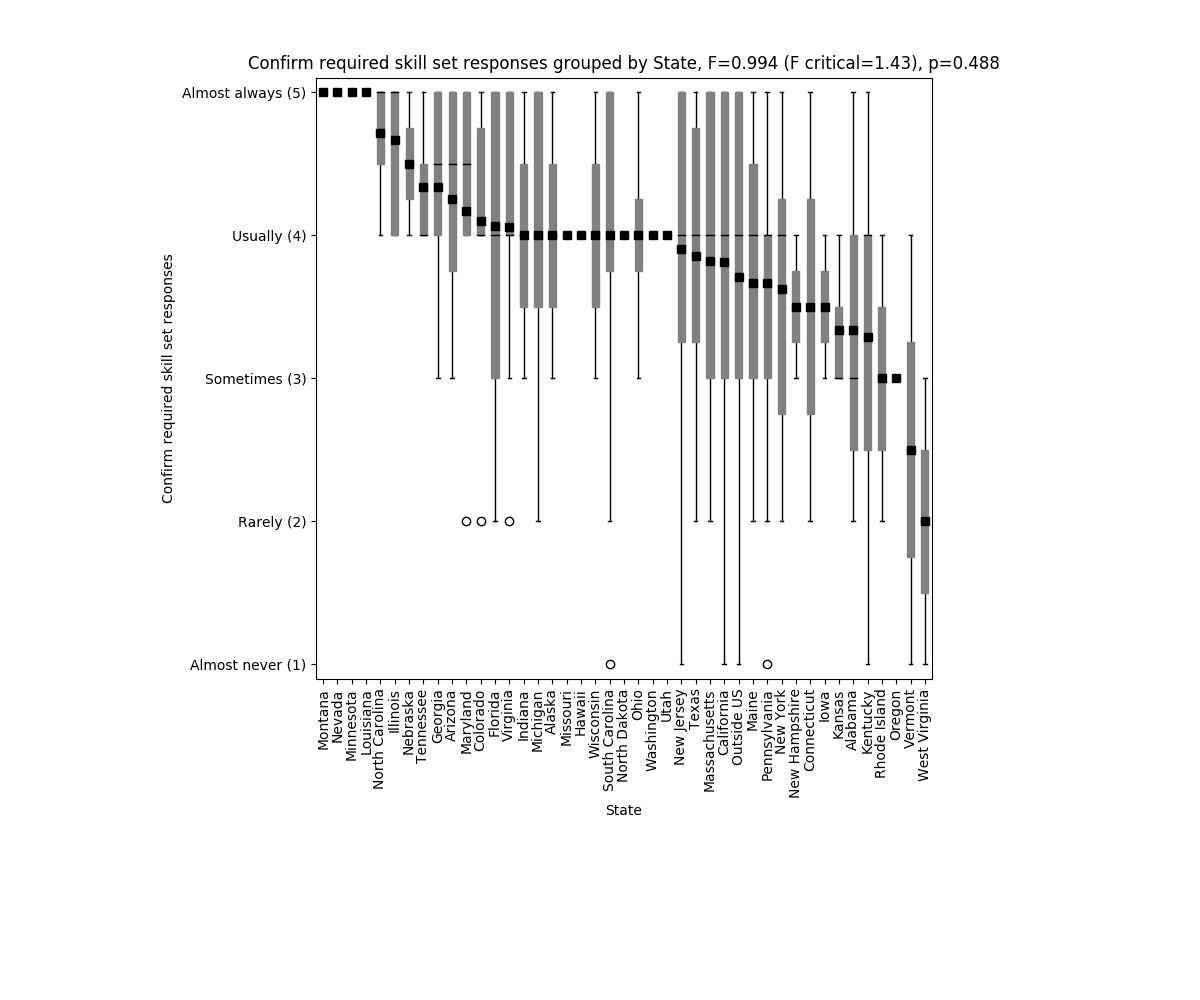 Confirm required skill set responses grouped by State, F=0.994 (F critical=1.43), p=0.488
Almost always (5)
Usually (4)
Sometimes (3)
Rarely (2)
Almost never (1)
Confirm required skill set responses
Montana
Nevada
Minnesota
Louisiana
North Carolina
Illinois
Nebraska
Tennessee
Georgia
Arizona
Maryland
Colorado
Florida
Virginia
Indiana
Michigan
Alaska
Missouri
Hawaii
Wisconsin
South Carolina
North Dakota
Ohio
Washington
Utah
New Jersey
Texas
Massachusetts
California
Outside US
Maine
Pennsylvania
New York
New Hampshire
Connecticut
Iowa
Kansas
Alabama
Kentucky
Rhode Island
Oregon
Vermont
West Virginia
State